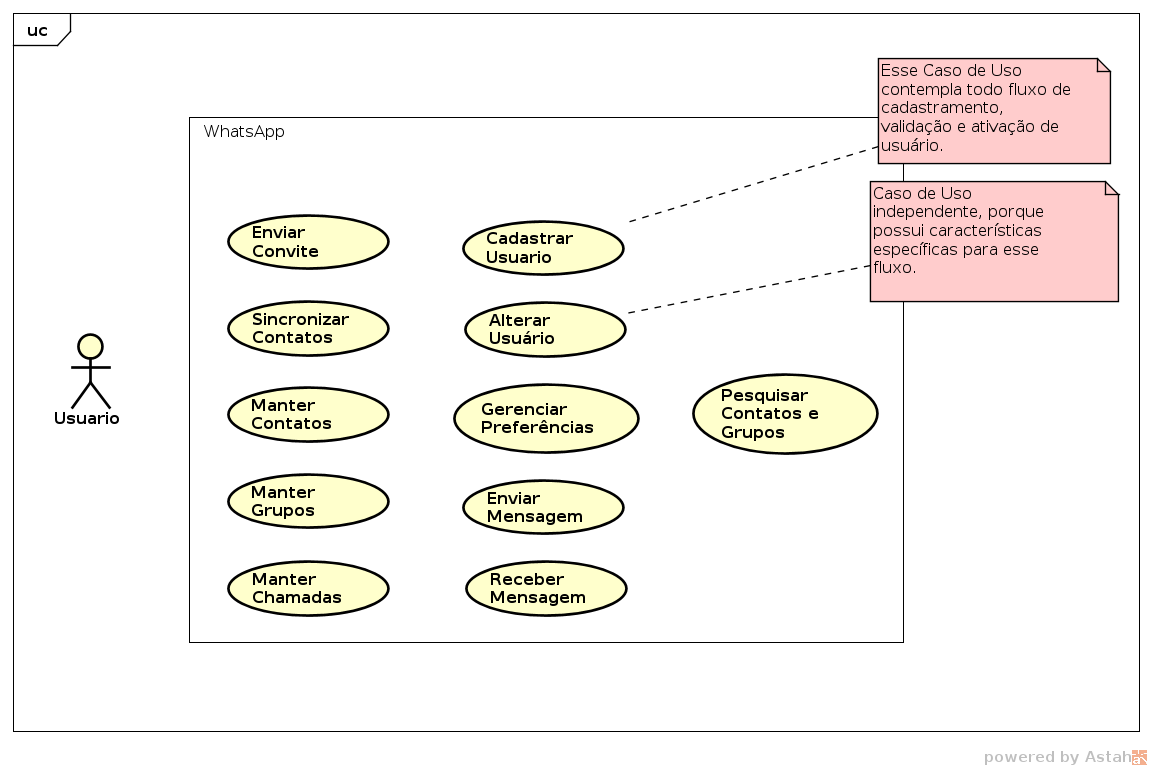 uc
Esse Caso de Uso
contempla todo fluxo de
cadastramento,
validação e ativação de
usuário.
WhatsApp
Caso de Uso
independente, porque
possui características
específicas para esse
fluxo.
Enviar
Convite
Cadastrar
Usuario
Sincronizar
Contatos
Alterar
Usuário
Usuario
Manter
Contatos
Gerenciar
Preferências
Pesquisar
Contatos e
Grupos
Manter
Grupos
Enviar
Mensagem
Manter
Chamadas
Receber
Mensagem
powered by Astah